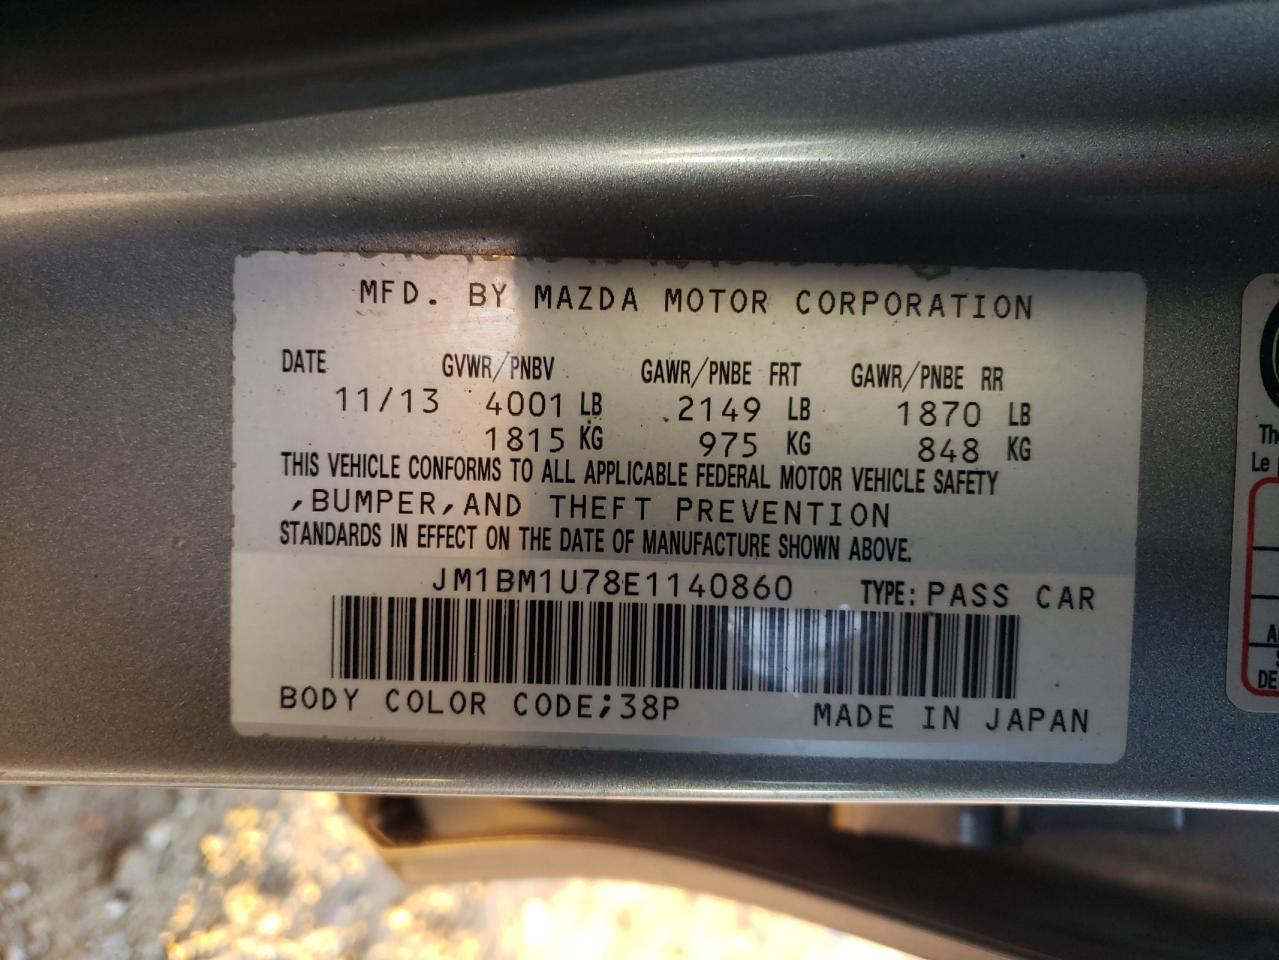 MFD. BY MAZDA MOTOR CORPORATION
DATE GVWR/PNBV GAWR/PNBE FRT GAWR/PNBE RR
11/13 4001 LB 2149 LB 1870 LB
1815 KG 975 KG 848 KG
THIS VEHICLE CONFORMS TO ALL APPLICABLE FEDERAL MOTOR VEHICLE SAFETY
,BUMPER,AND THEFT PREVENTION
STANDARDS IN EFFECT ON THE DATE OF MANUFACTURE SHOWN ABOVE.
JM1BM1U78E1140860 TYPE: PASS CAR
BODY COLOR CODE;38P MADE IN JAPAN
Le